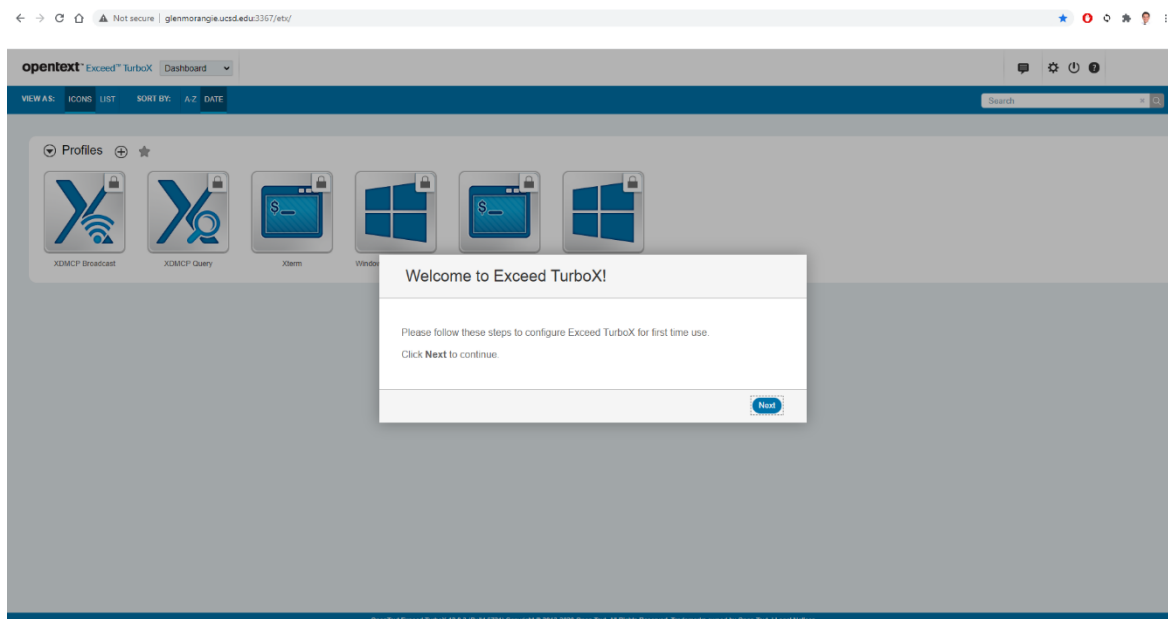 Not secure | glenmorangie.ucsd.edu:3367/etx/
opentext™ Exceed™ TurboX Dashboard
VIEW AS: ICONS LIST SORT BY: A-Z DATE Search
Profiles
XDMCP Broadcast XDMCP Query Xterm Window
Welcome to Exceed TurboX!
Please follow these steps to configure Exceed TurboX for first time use.
Click Next to continue.
Next